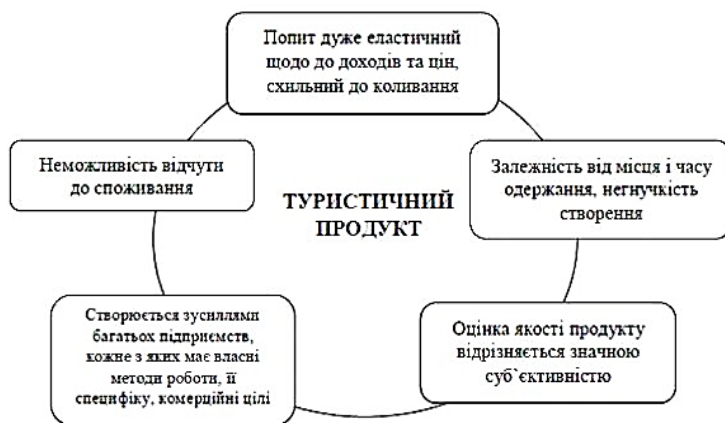 Попит дуже еластичний
щодо до доходів та цін,
схильний до коливання
Неможливість відчути
до споживання
ТУРИСТИЧНИЙ
ПРОДУКТ
Залежність від місця і часу
одержання, негнучкість
створення
Створюється зусиллями
багатьох підприємств,
кожне з яких має власні
методи роботи, її
специфіку, комерційні цілі
Оцінка якості продукту
відрізняється значною
суб`єктивністю